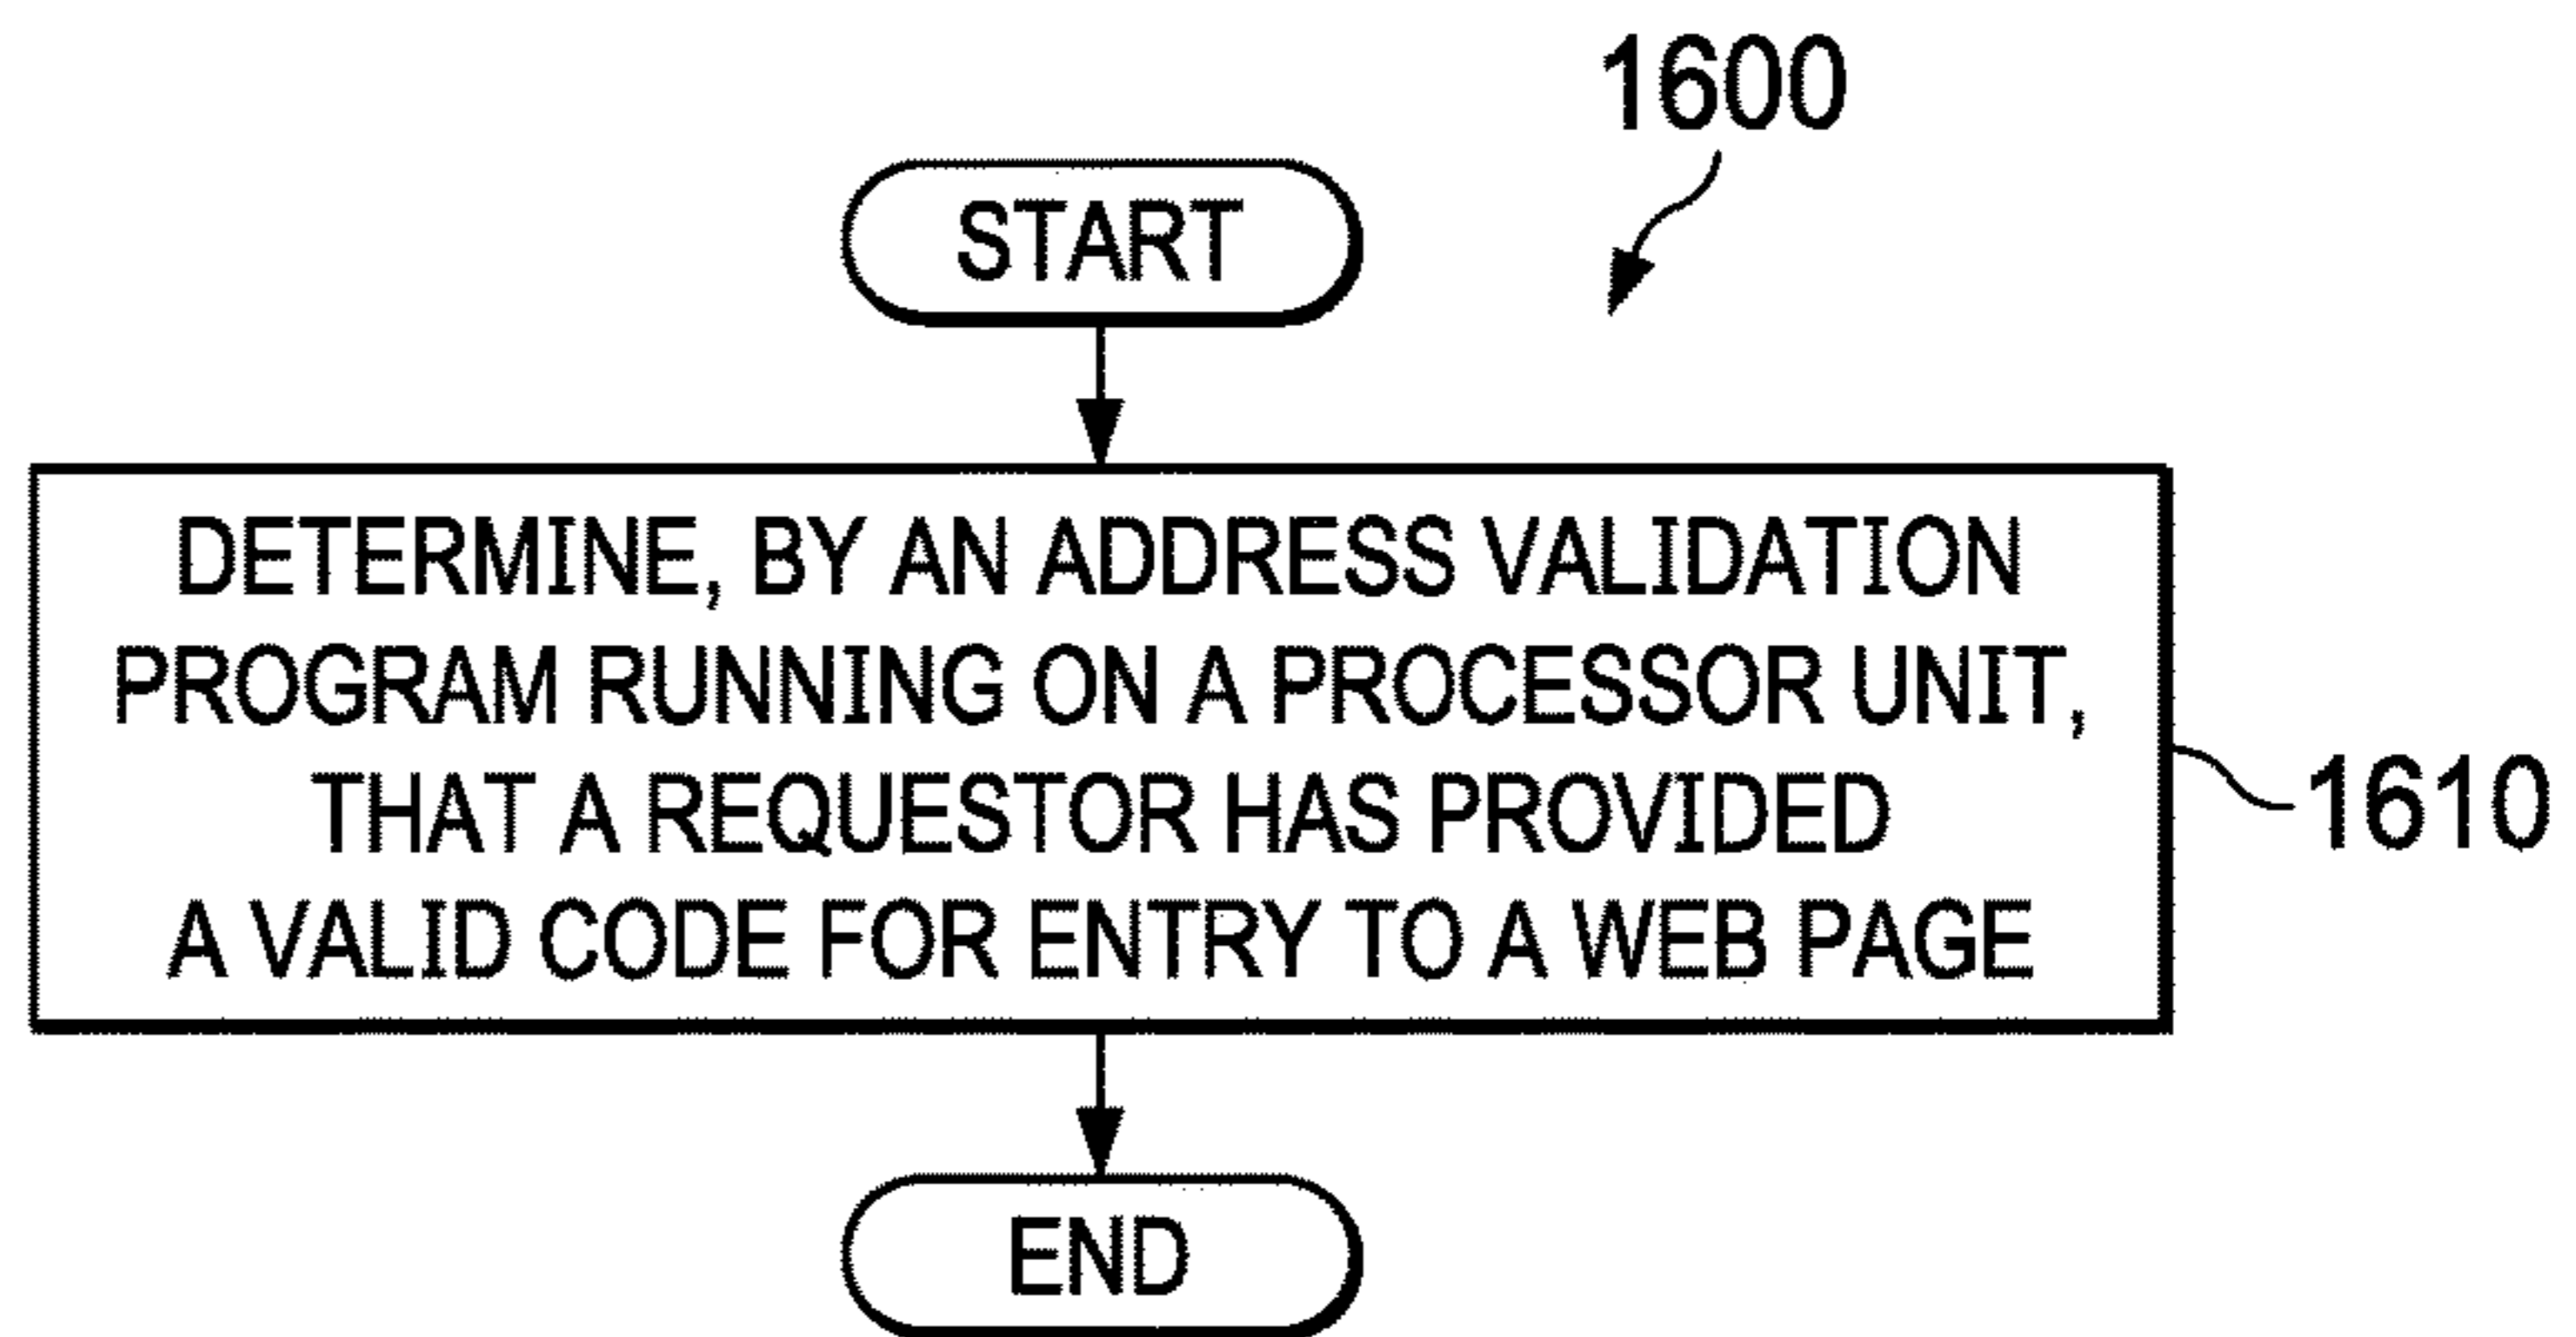 1600
START
DETERMINE, BY AN ADDRESS VALIDATION
PROGRAM RUNNING ON A PROCESSOR UNIT,
THAT A REQUESTOR HAS PROVIDED
A VALID CODE FOR ENTRY TO A WEB PAGE
1610
END